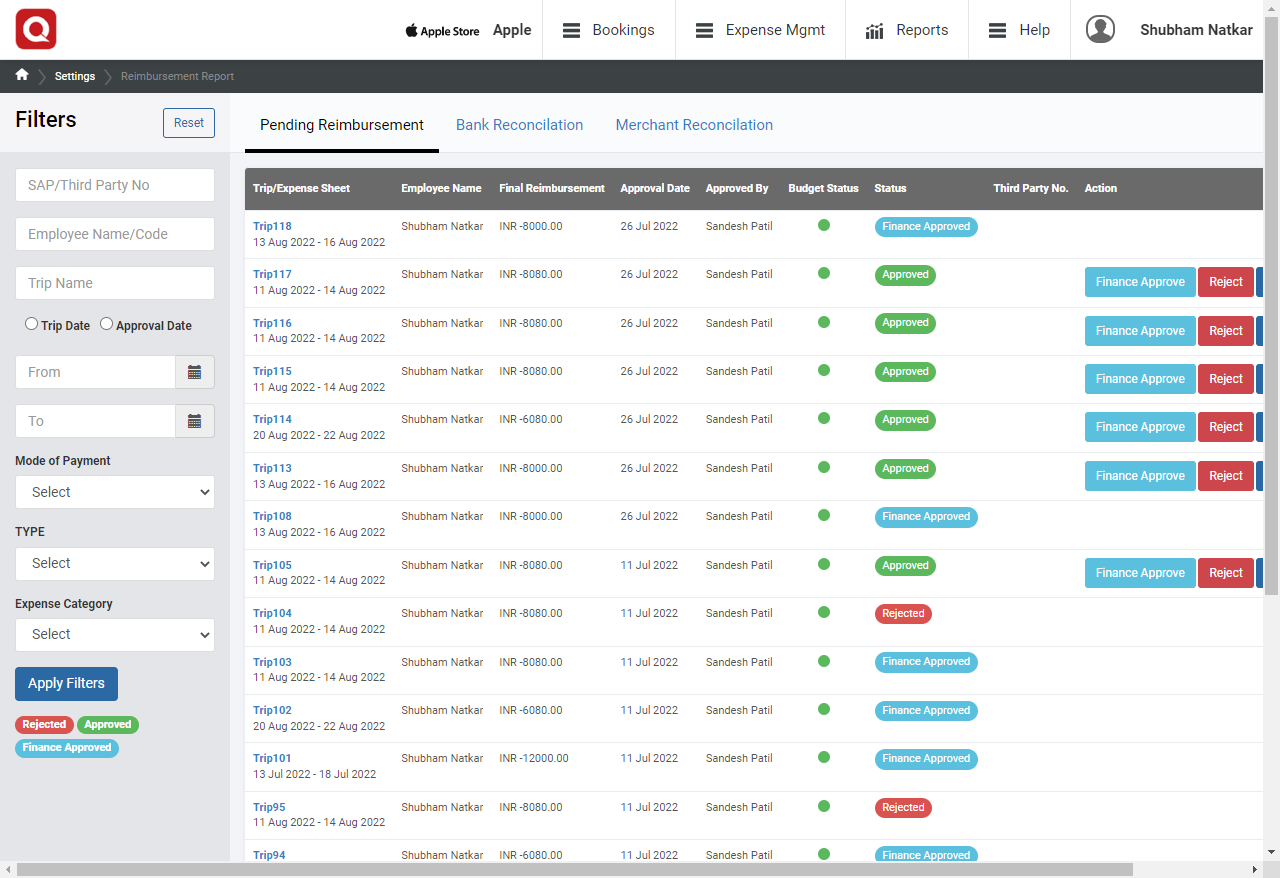 Apple Store Apple Bookings Expense Mgmt Reports Help Shubham Natkar
Settings Reimbursement Report
Filters Reset
SAP/Third Party No
Employee Name/Code
Trip Name
Trip Date Approval Date
From
To
Mode of Payment
Select
TYPE
Select
Expense Category
Select
Apply Filters
Rejected Approved
Finance Approved
Pending Reimbursement Bank Reconcilation Merchant Reconcilation
Trip/Expense Sheet Employee Name Final Reimbursement Approval Date Approved By Budget Status Status Third Party No. Action
Trip118 Shubham Natkar INR -8000.00 26 Jul 2022 Sandesh Patil Finance Approved
13 Aug 2022 - 16 Aug 2022
Trip117 Shubham Natkar INR -8080.00 26 Jul 2022 Sandesh Patil Approved Finance Approve Reject
11 Aug 2022 - 14 Aug 2022
Trip116 Shubham Natkar INR -8080.00 26 Jul 2022 Sandesh Patil Approved Finance Approve Reject
11 Aug 2022 - 14 Aug 2022
Trip115 Shubham Natkar INR -8080.00 26 Jul 2022 Sandesh Patil Approved Finance Approve Reject
11 Aug 2022 - 14 Aug 2022
Trip114 Shubham Natkar INR -6080.00 26 Jul 2022 Sandesh Patil Approved Finance Approve Reject
20 Aug 2022 - 22 Aug 2022
Trip113 Shubham Natkar INR -8000.00 26 Jul 2022 Sandesh Patil Approved Finance Approve Reject
13 Aug 2022 - 16 Aug 2022
Trip108 Shubham Natkar INR -8000.00 26 Jul 2022 Sandesh Patil Finance Approved
13 Aug 2022 - 16 Aug 2022
Trip105 Shubham Natkar INR -8080.00 11 Jul 2022 Sandesh Patil Approved Finance Approve Reject
11 Aug 2022 - 14 Aug 2022
Trip104 Shubham Natkar INR -8080.00 11 Jul 2022 Sandesh Patil Rejected
11 Aug 2022 - 14 Aug 2022
Trip103 Shubham Natkar INR -8080.00 11 Jul 2022 Sandesh Patil Finance Approved
11 Aug 2022 - 14 Aug 2022
Trip102 Shubham Natkar INR -6080.00 11 Jul 2022 Sandesh Patil Finance Approved
20 Aug 2022 - 22 Aug 2022
Trip101 Shubham Natkar INR -12000.00 11 Jul 2022 Sandesh Patil Finance Approved
13 Jul 2022 - 18 Jul 2022
Trip95 Shubham Natkar INR -8080.00 11 Jul 2022 Sandesh Patil Rejected
11 Aug 2022 - 14 Aug 2022
Trip94 Shubham Natkar INR -6080.00 11 Jul 2022 Sandesh Patil Finance Approved